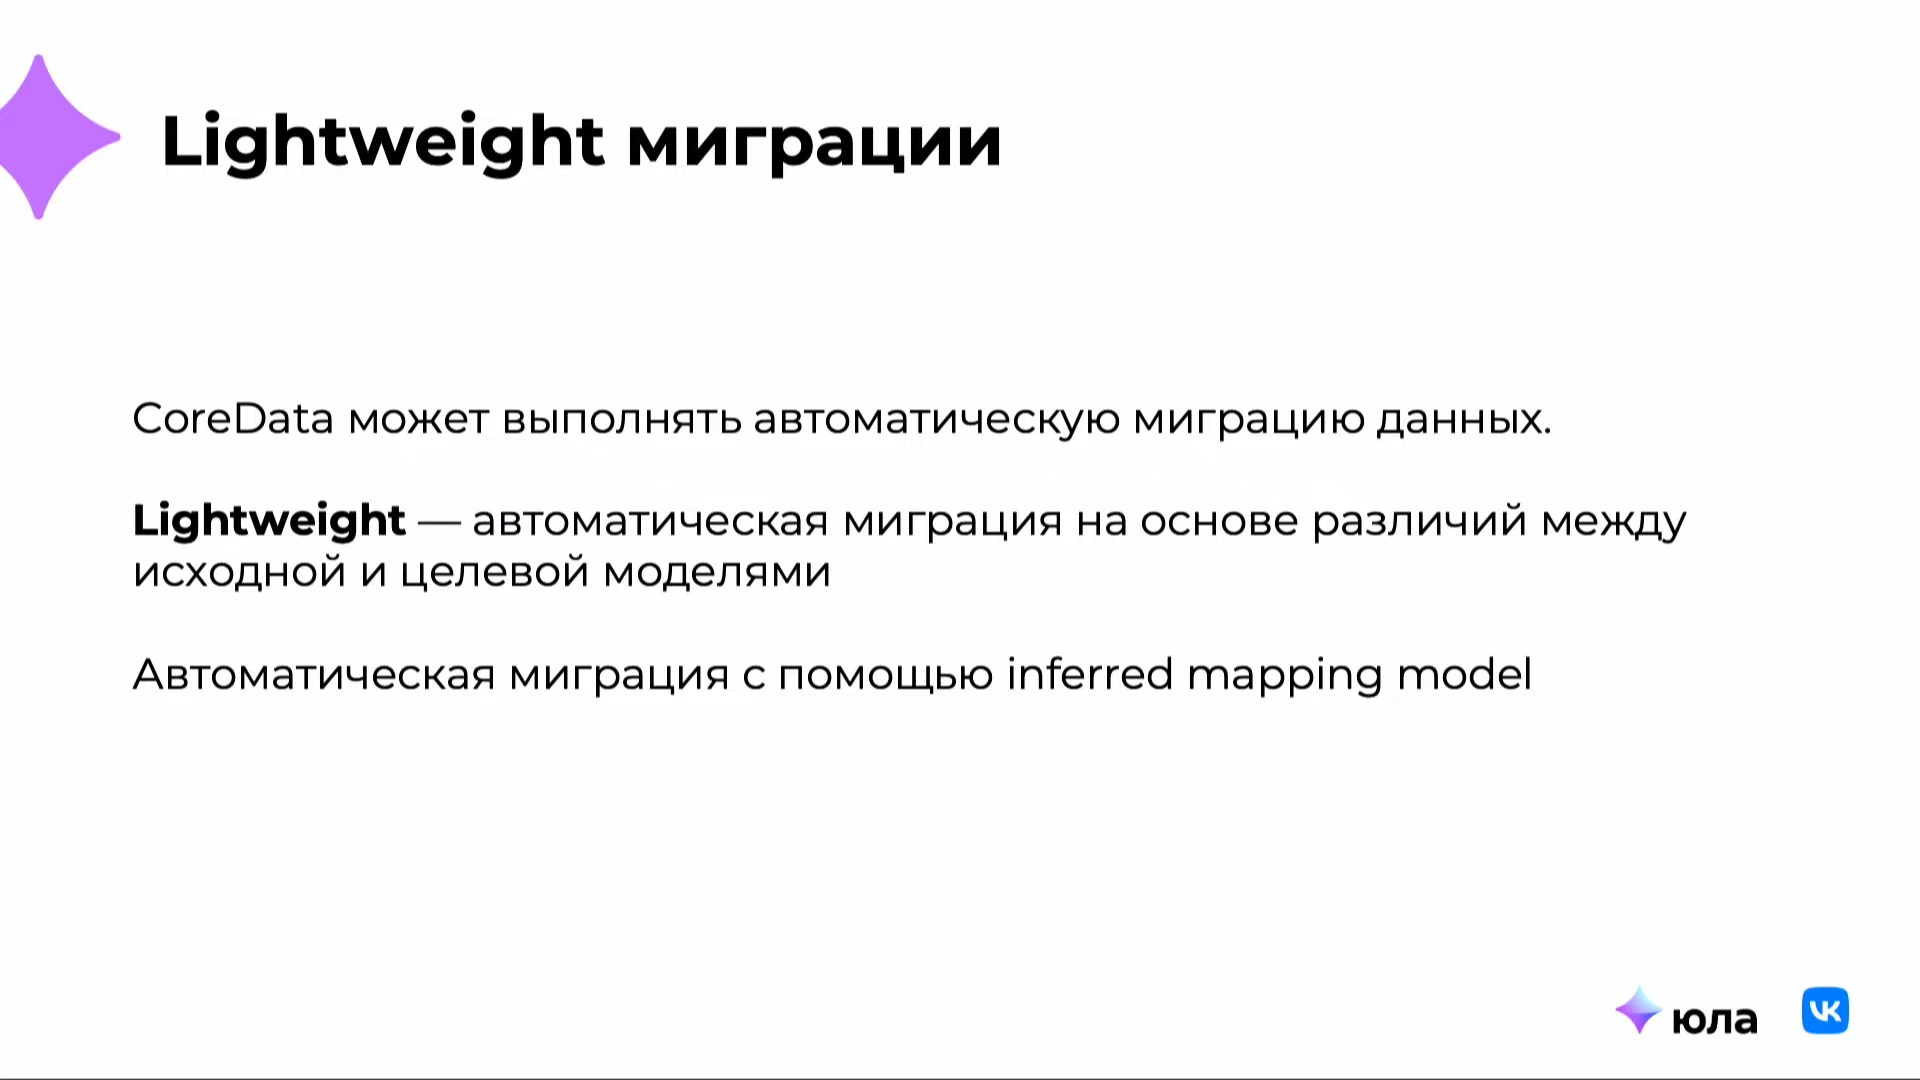 Lightweight миграции
CoreData может выполнять автоматическую миграцию данных.
Lightweight — автоматическая миграция на основе различий между
исходной и целевой моделями
Автоматическая миграция с помощью inferred mapping model
юла
VK